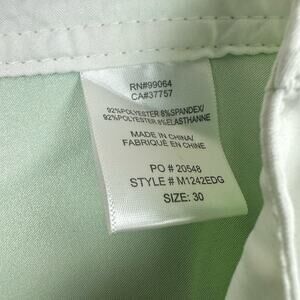 RN#99064
CA#37757
92%POLYESTER 8%SPANDEX/
92%POLYESTER 8%ELASTHANNE
MADE IN CHINA/
FABRIQUÉ EN CHINE
PO # 20548
STYLE # M1242EDG
SIZE: 30